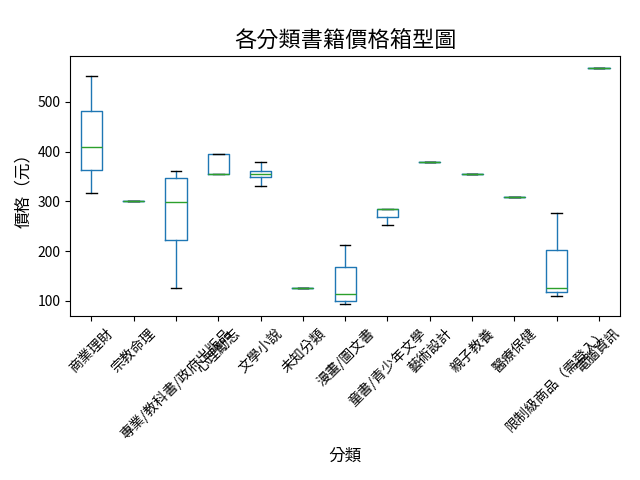 各分類書籍價格箱型圖
價格（元）
500
400
300
200
100
商業理財
宗教命理
專業/教科書/政府出版品
心理勵志
文學小說
未知分類
漫畫/圖文書
童書/青少年文學
藝術設計
親子教養
醫療保健
限制級商品（需登入）
電腦資訊
分類